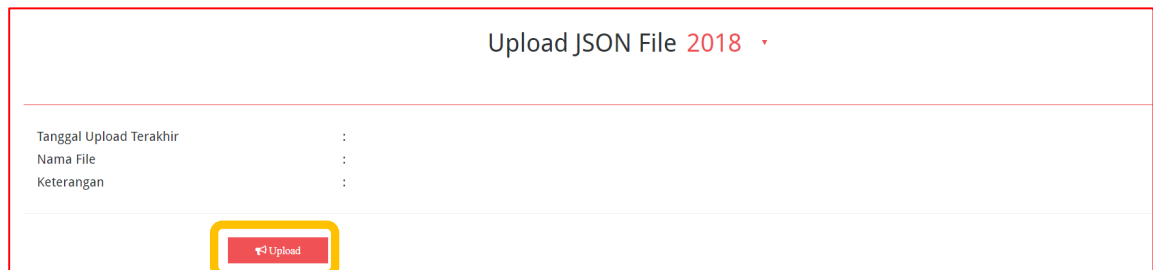 Upload JSON File 2018
Tanggal Upload Terakhir :
Nama File :
Keterangan :
Upload